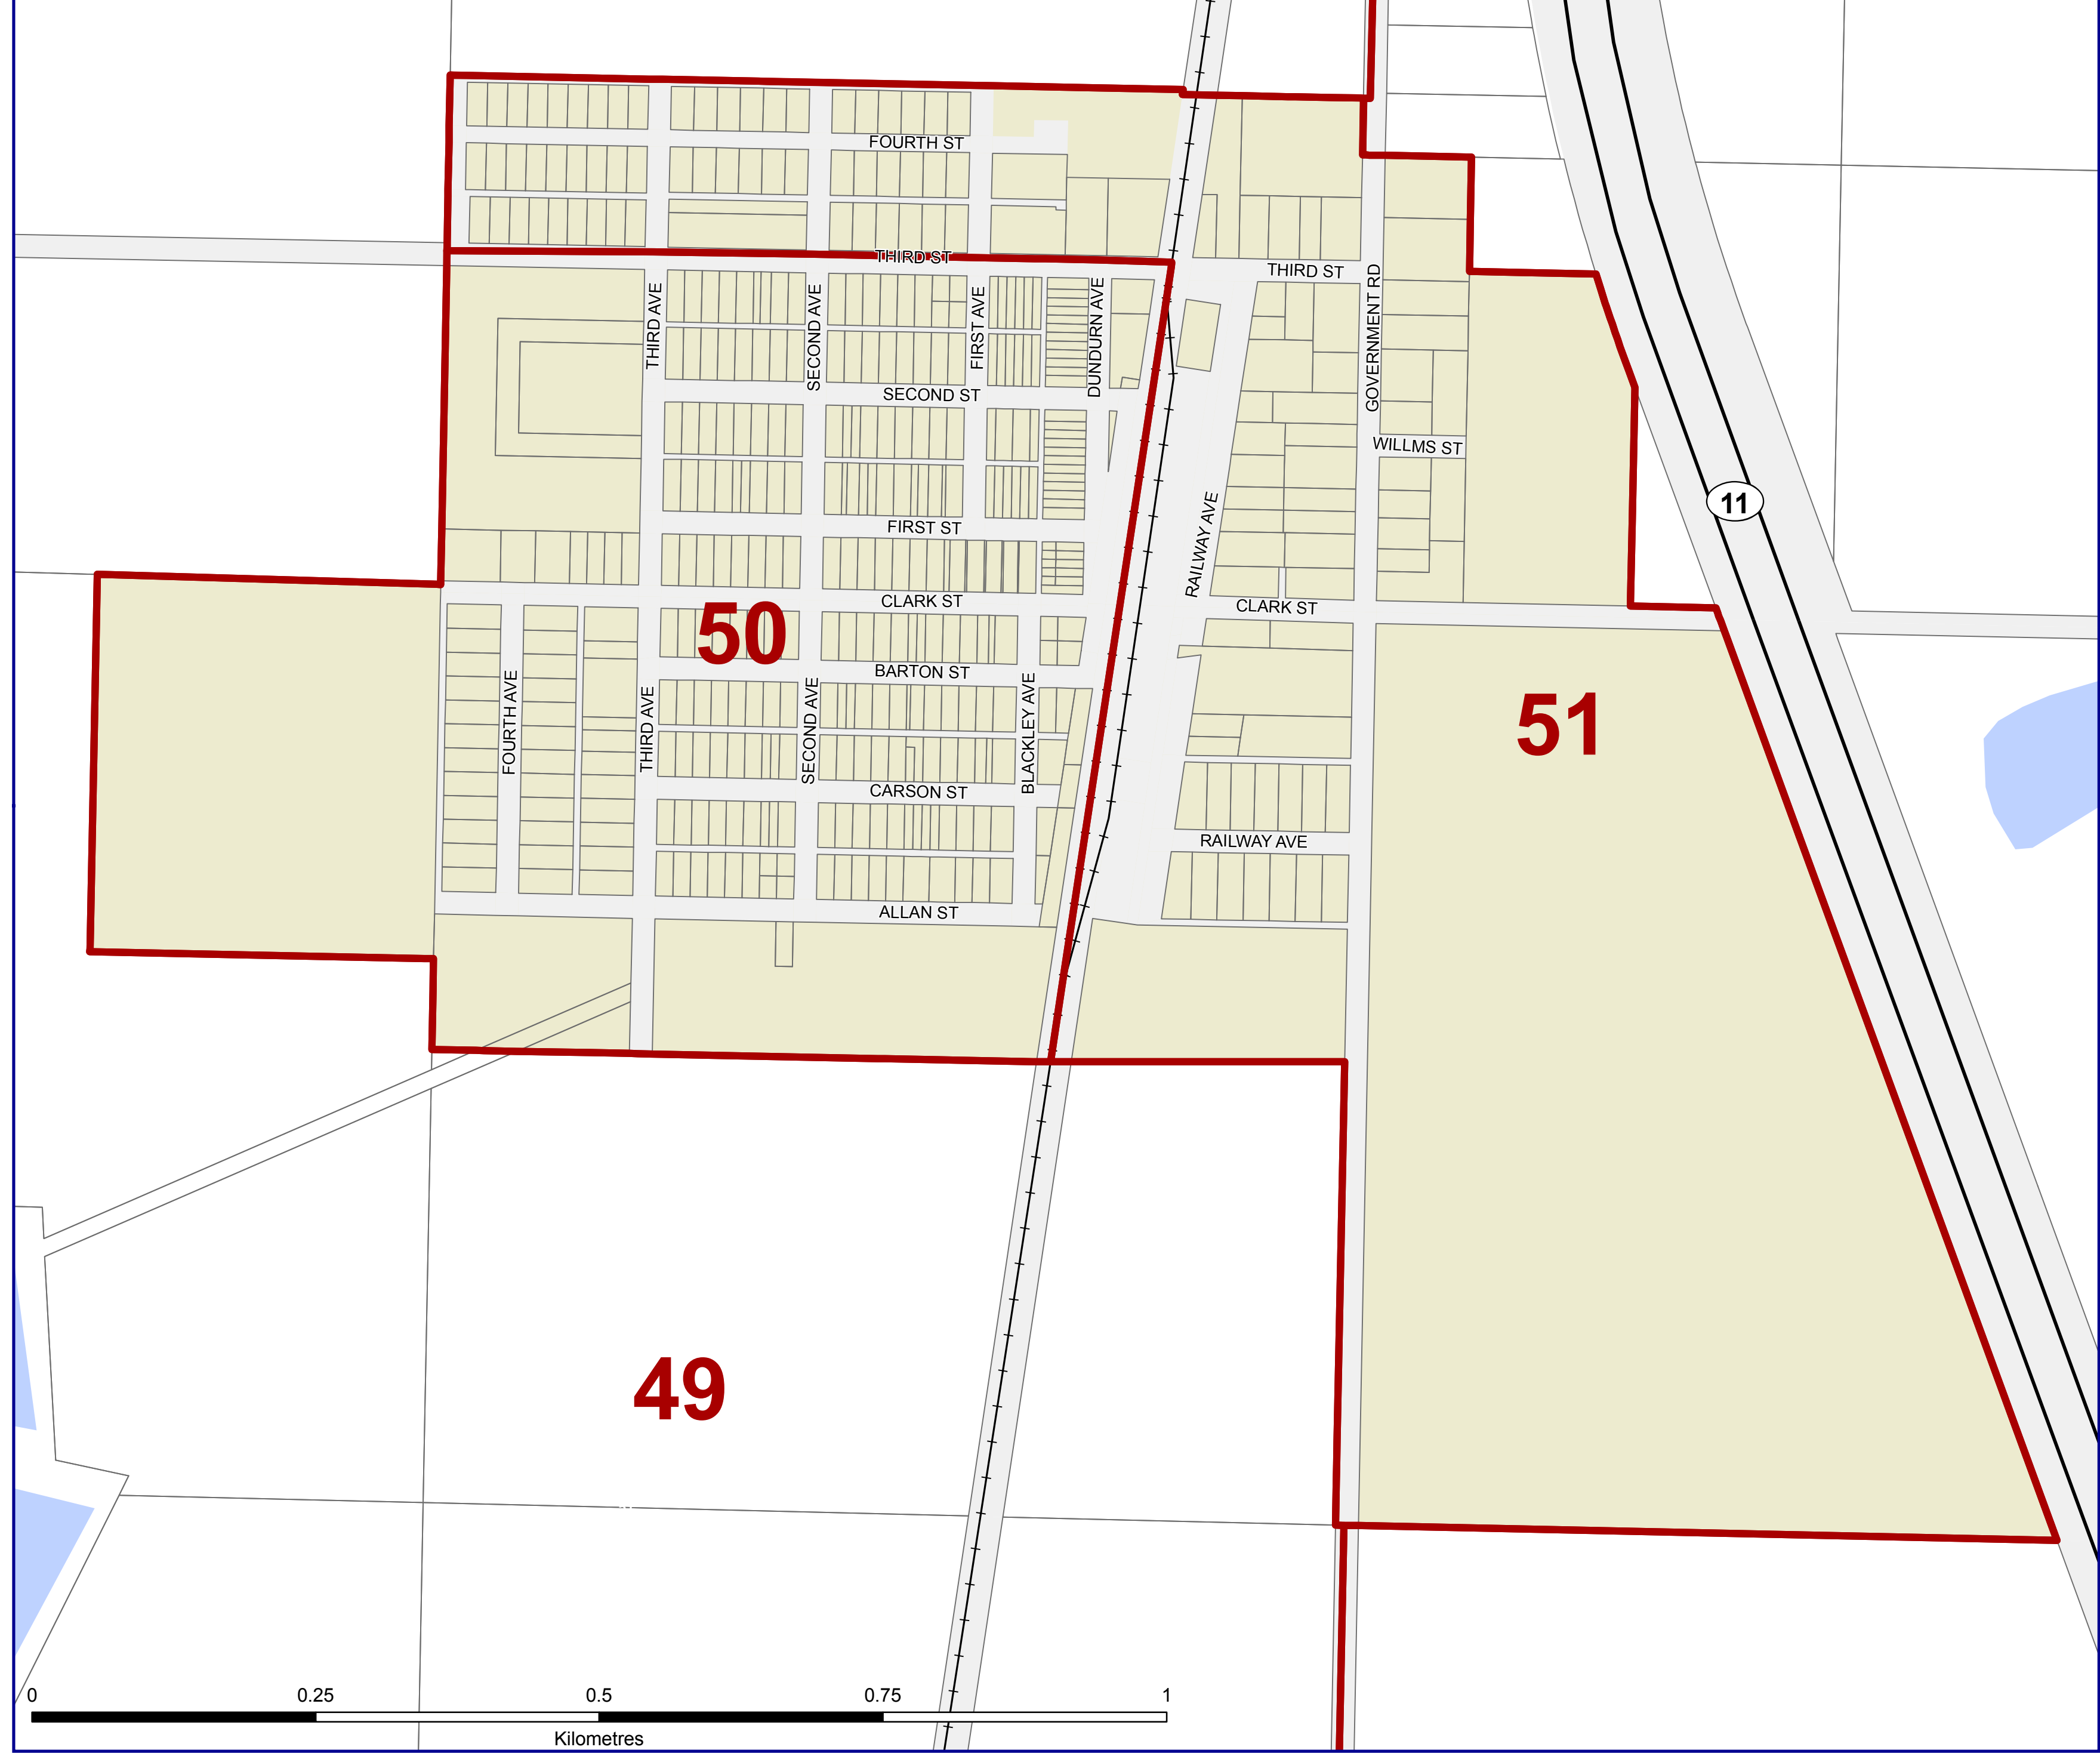 FOURTH ST
THIRD ST
THIRD ST
THIRD AVE
SECOND AVE
FIRST AVE
DUNDURN AVE
GOVERNMENT RD
SECOND ST
WILLMS ST
11
FIRST ST
RAILWAY AVE
CLARK ST
CLARK ST
50
BARTON ST
51
FOURTH AVE
THIRD AVE
SECOND AVE
BLACKLEY AVE
CARSON ST
RAILWAY AVE
ALLAN ST
49
0 0.25 0.5 0.75 1
Kilometres